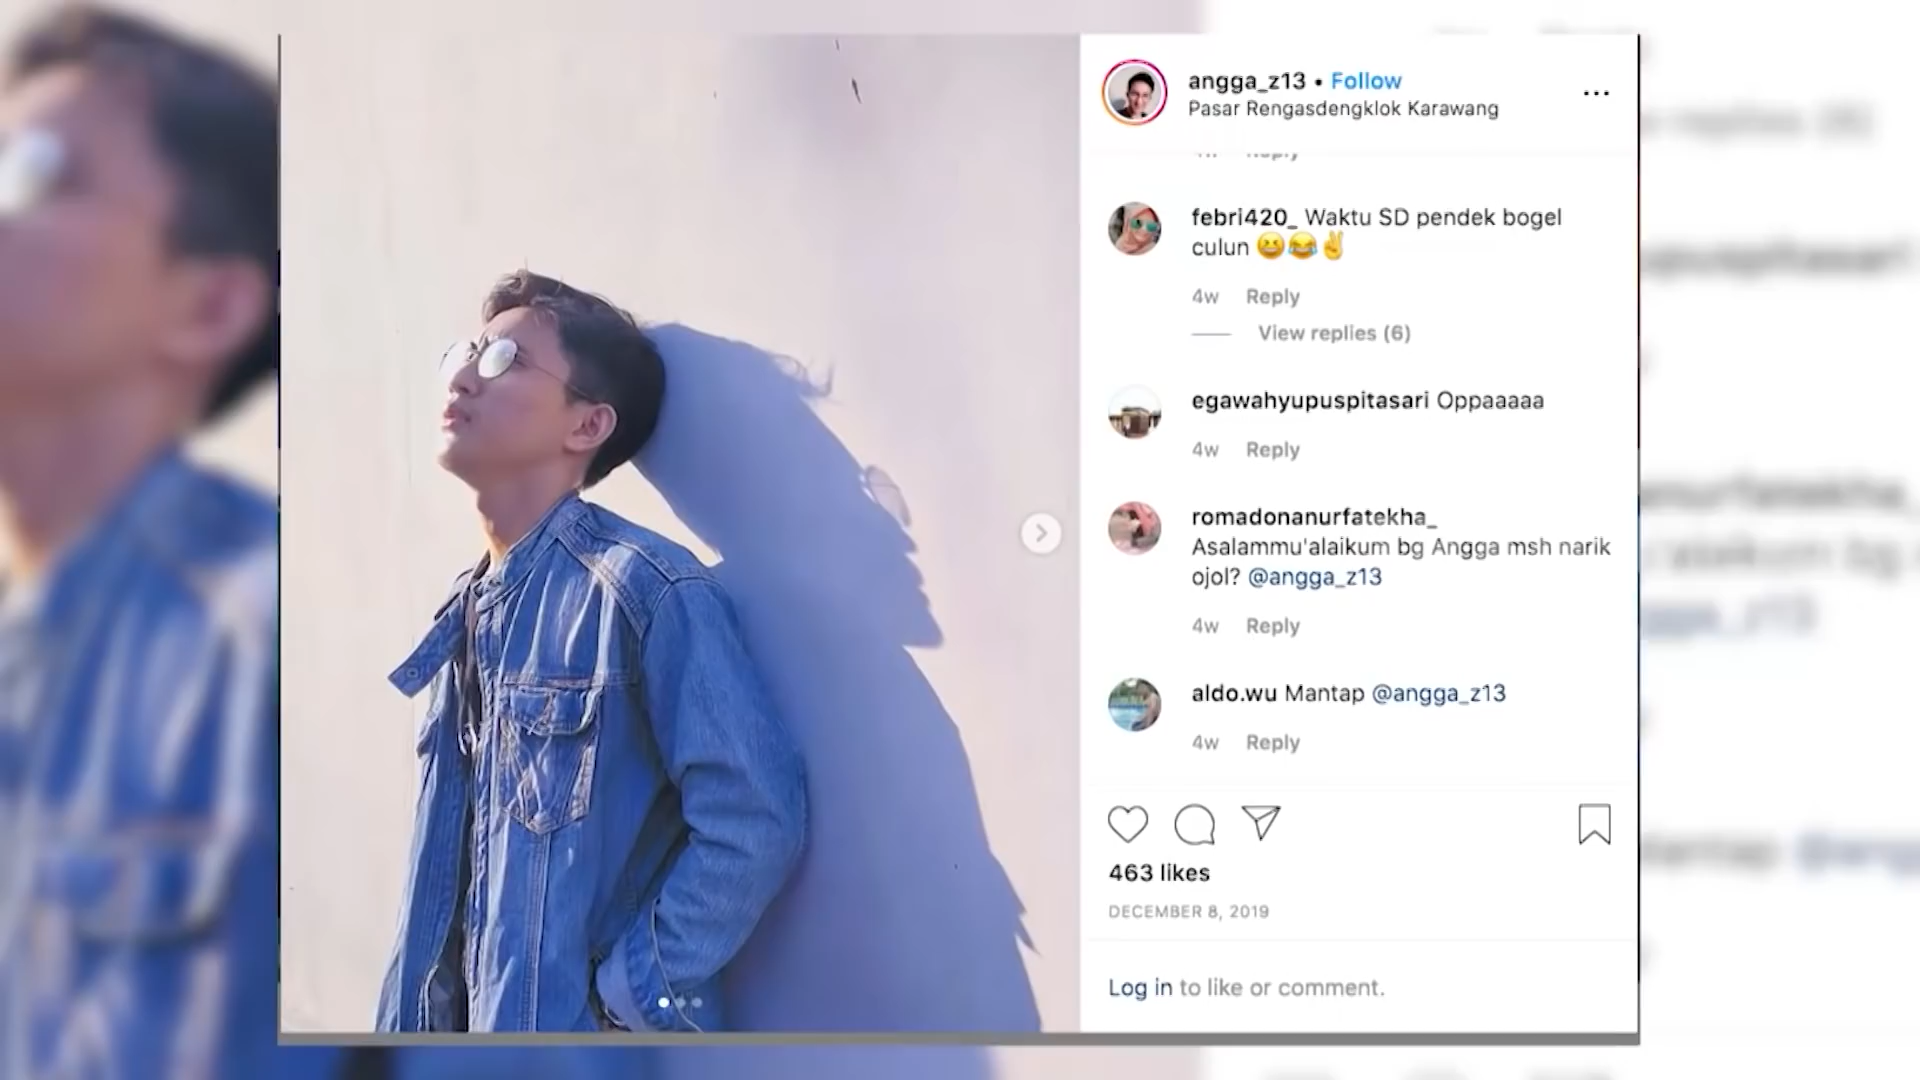 angga_z13 • Follow
Pasar Rengasdengklok Karawang
febri420_ Waktu SD pendek bogel
culun 😆😂✌️
4w Reply
View replies (6)
egawahyupuspitasari Oppaaaaa
4w Reply
romadonanurfatekha_
Asalammu'alaikum bg Angga msh narik
ojol? @angga_z13
4w Reply
aldo.wu Mantap @angga_z13
4w Reply
463 likes
DECEMBER 8, 2019
Log in to like or comment.